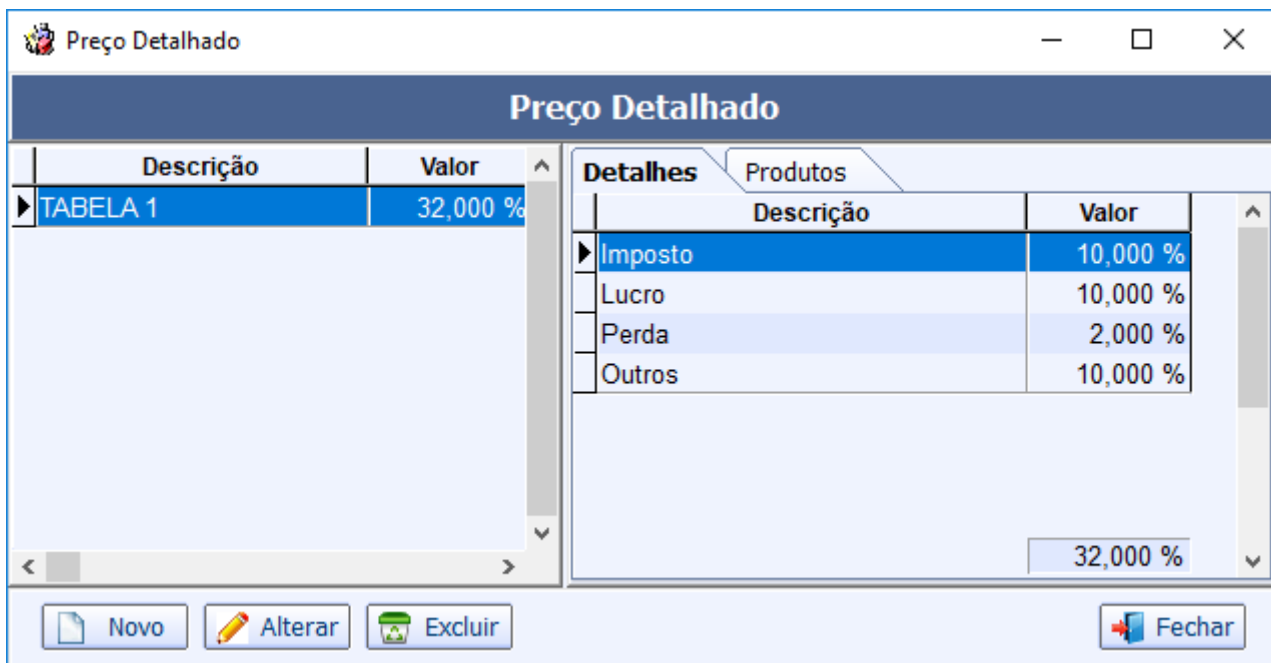 Preço Detalhado
Preço Detalhado
Descrição Valor
TABELA 1 32,000 %
Detalhes Produtos
Descrição Valor
Imposto 10,000 %
Lucro 10,000 %
Perda 2,000 %
Outros 10,000 %
32,000 %
Novo Alterar Excluir Fechar